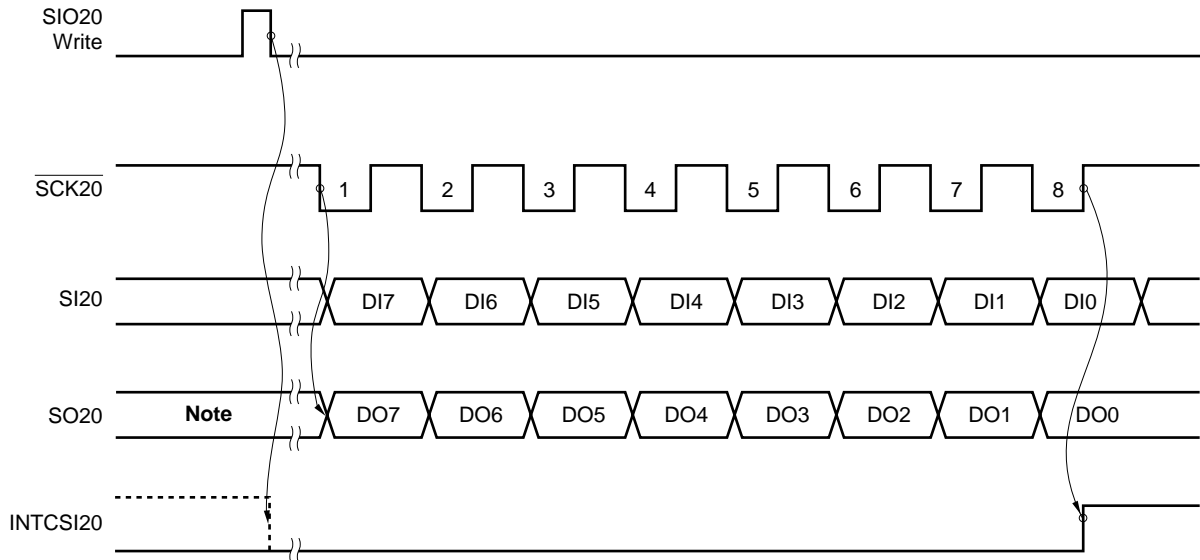 SIO20
Write
SCK20
1 2 3 4 5 6 7 8
SI20
DI7 DI6 DI5 DI4 DI3 DI2 DI1 DI0
SO20
Note DO7 DO6 DO5 DO4 DO3 DO2 DO1 DO0
INTCSI20